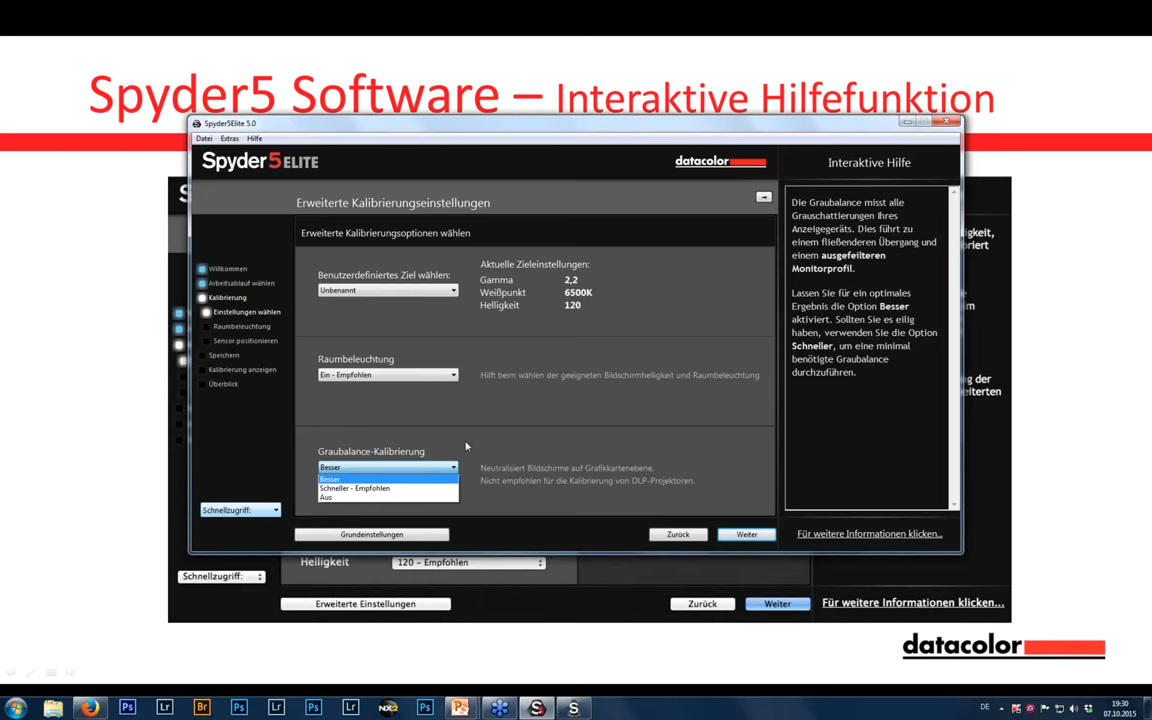 Spyder5 Software – Interaktive Hilfefunktion
Spyder5Elite 5.0
Datei Extras Hilfe
Spyder5ELITE
datacolor
Interaktive Hilfe
Erweiterte Kalibrierungseinstellungen
Erweiterte Kalibrierungsoptionen wählen
Willkommen
Arbeitsablauf wählen
Kalibrierung
Einstellungen wählen
Raumbeleuchtung
Sensor positionieren
Speichern
Kalibrierung anzeigen
Überblick
Schnellzugriff:
Benutzerdefiniertes Ziel wählen:
Unbenannt
Aktuelle Zieleinstellungen:
Gamma 2,2
Weißpunkt 6500K
Helligkeit 120
Raumbeleuchtung
Ein - Empfohlen
Hilft beim wählen der geeigneten Bildschirmhelligkeit und Raumbeleuchtung
Graubalance-Kalibrierung
Besser
Besser
Schneller - Empfohlen
Aus
Neutralisiert Bildschirme auf Grafikkartenebene.
Nicht empfohlen für die Kalibrierung von DLP-Projektoren.
Grundeinstellungen
Zurück
Weiter
Die Graubalance misst alle
Grauschattierungen Ihres
Anzeigegeräts. Dies führt zu
einem fließenderen Übergang und
einem ausgefeilteren
Monitorprofil.
Lassen Sie für ein optimales
Ergebnis die Option Besser
aktiviert. Sollten Sie es eilig
haben, verwenden Sie die Option
Schneller, um eine minimal
benötigte Graubalance
durchzuführen.
Für weitere Informationen klicken...
Helligkeit 120 – Empfohlen
Schnellzugriff:
Erweiterte Einstellungen
Zurück
Weiter
Für weitere Informationen klicken...
datacolor
DE
19:30
07.10.2015